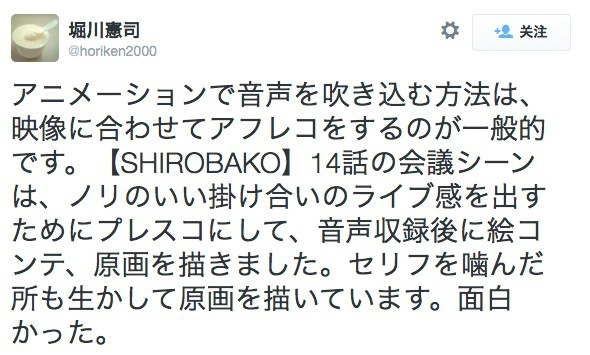 堀川憲司
@horiken2000
关注
アニメーションで音声を吹き込む方法は、
映像に合わせてアフレコをするのが一般的
です。【SHIROBAKO】14話の会議シーン
は、ノリのいい掛け合いのライブ感を出す
ためにプレスコにして、音声収録後に絵コ
ンテ、原画を描きました。セリフを噛んだ
所も生かして原画を描いています。面白
かった。